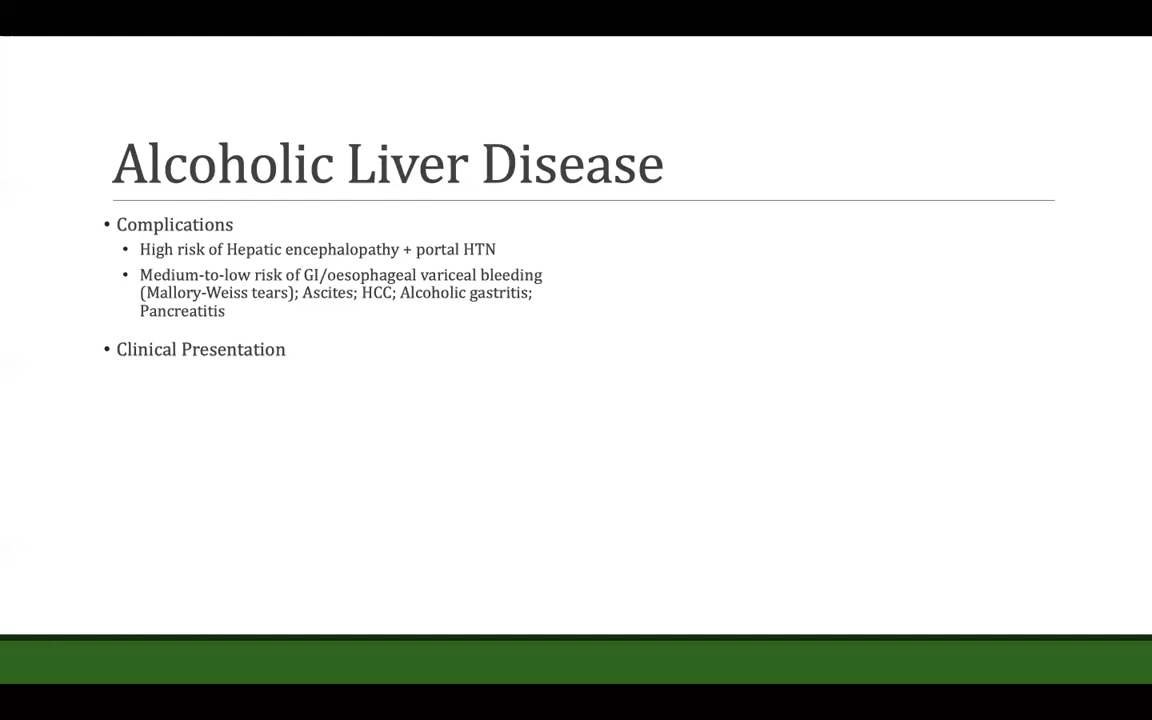 Alcoholic Liver Disease
• Complications
• High risk of Hepatic encephalopathy + portal HTN
• Medium-to-low risk of GI/oesophageal variceal bleeding
(Mallory-Weiss tears); Ascites; HCC; Alcoholic gastritis;
Pancreatitis
• Clinical Presentation